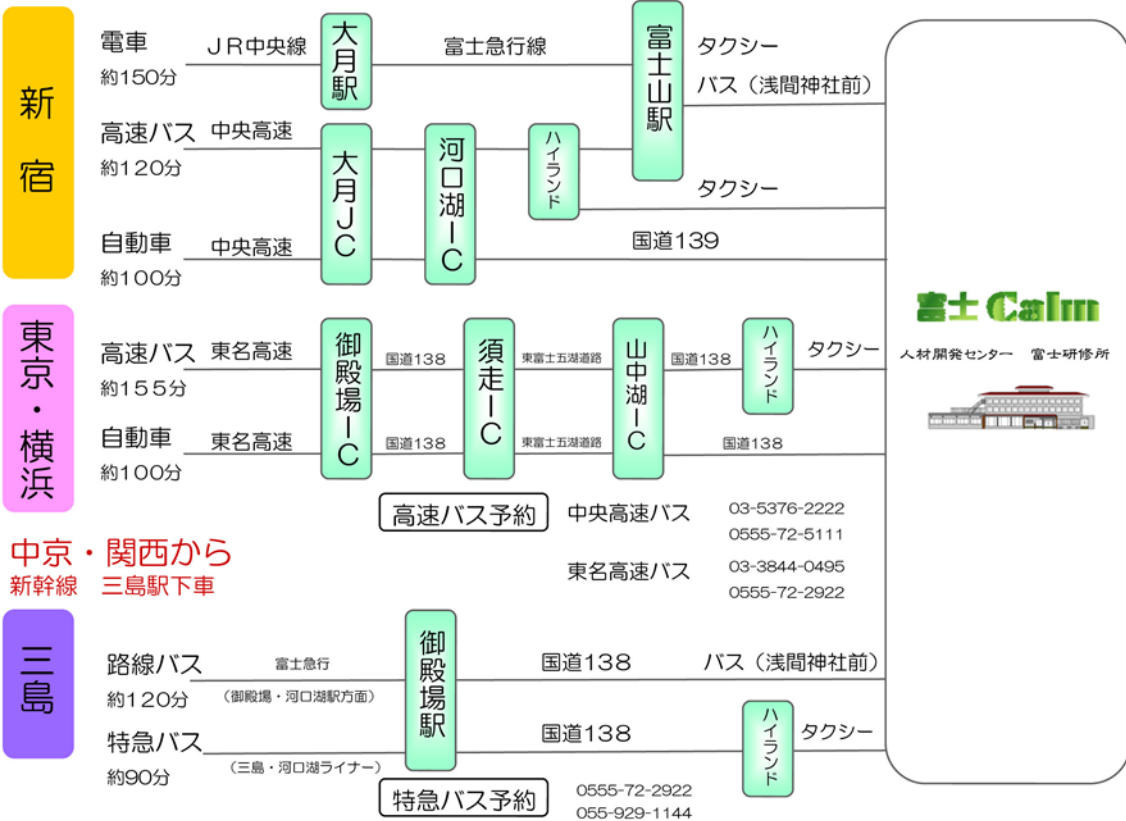 新宿
電車
約150分
JR中央線
大月駅
富士急行線
富士山駅
タクシー
バス（浅間神社前）
高速バス
約120分
中央高速
大月JC
河口湖IC
ハイランド
タクシー
自動車
約100分
中央高速
国道139
東京・横浜
高速バス
約155分
東名高速
御殿場IC
国道138
須走IC
東富士五湖道路
山中湖IC
国道138
ハイランド
タクシー
自動車
約100分
東名高速
国道138
東富士五湖道路
国道138
富士Calm
人材開発センター　富士研修所
高速バス予約
中央高速バス
03-5376-2222
0555-72-5111
東名高速バス
03-3844-0495
0555-72-2922
中京・関西から
新幹線　三島駅下車
三島
路線バス
約120分
富士急行
（御殿場・河口湖駅方面）
御殿場駅
国道138
バス（浅間神社前）
特急バス
約90分
（三島・河口湖ライナー）
国道138
ハイランド
タクシー
特急バス予約
0555-72-2922
055-929-1144